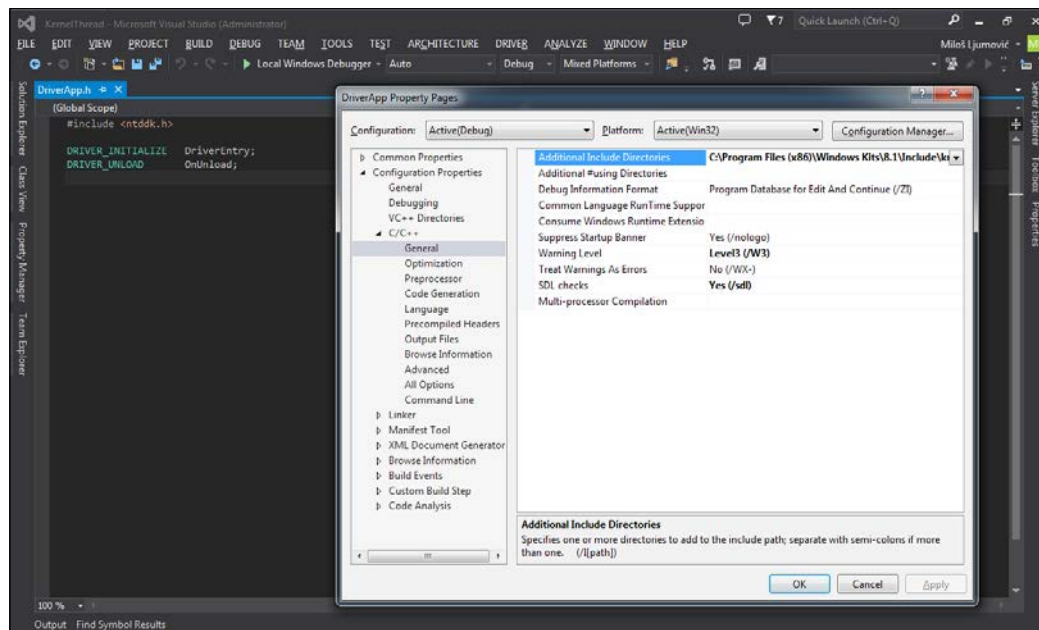 KernelThread - Microsoft Visual Studio (Administrator)
7
Quick Launch (Ctrl+Q)
FILE EDIT VIEW PROJECT BUILD DEBUG TEAM TOOLS TEST ARCHITECTURE DRIVER ANALYZE WINDOW HELP
Miloš Ljumović
Local Windows Debugger Auto Debug Mixed Platforms
Solution Explorer Class View Property Manager Team Explorer
DriverApp.h
(Global Scope)
#include <ntddk.h>
DRIVER_INITIALIZE DriverEntry;
DRIVER_UNLOAD OnUnload;
100 %
Output Find Symbol Results
Server Explorer Toolbox Properties
DriverApp Property Pages
Configuration: Active(Debug) Platform: Active(Win32) Configuration Manager...
Common Properties
Configuration Properties
General
Debugging
VC++ Directories
C/C++
General
Optimization
Preprocessor
Code Generation
Language
Precompiled Headers
Output Files
Browse Information
Advanced
All Options
Command Line
Linker
Manifest Tool
XML Document Generator
Browse Information
Build Events
Custom Build Step
Code Analysis
Additional Include Directories C:\Program Files (x86)\Windows Kits\8.1\Include\k
Additional #using Directories
Debug Information Format Program Database for Edit And Continue (/ZI)
Common Language RunTime Suppor
Consume Windows Runtime Extensio
Suppress Startup Banner Yes (/nologo)
Warning Level Level3 (/W3)
Treat Warnings As Errors No (/WX-)
SDL checks Yes (/sdl)
Multi-processor Compilation
Additional Include Directories
Specifies one or more directories to add to the include path; separate with semi-colons if more
than one. (/I[path])
OK Cancel Apply